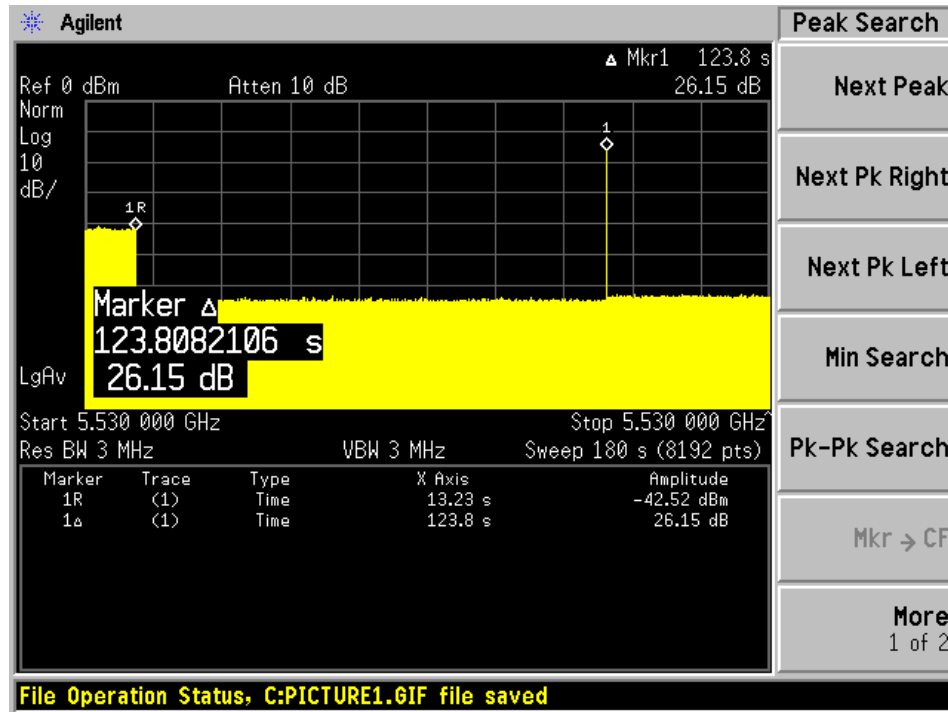 Agilent
Peak Search
Δ Mkr1 123.8 s
Ref 0 dBm Atten 10 dB 26.15 dB
Norm
Log
10
dB/
1R
1
Marker Δ
123.8082106 s
26.15 dB
LgAv
Start 5.530 000 GHz Stop 5.530 000 GHz^
Res BW 3 MHz VBW 3 MHz Sweep 180 s (8192 pts)
Marker Trace Type X Axis Amplitude
1R (1) Time 13.23 s -42.52 dBm
1Δ (1) Time 123.8 s 26.15 dB
Next Peak
Next Pk Right
Next Pk Left
Min Search
Pk-Pk Search
Mkr → CF
More
1 of 2
File Operation Status, C:PICTURE1.GIF file saved